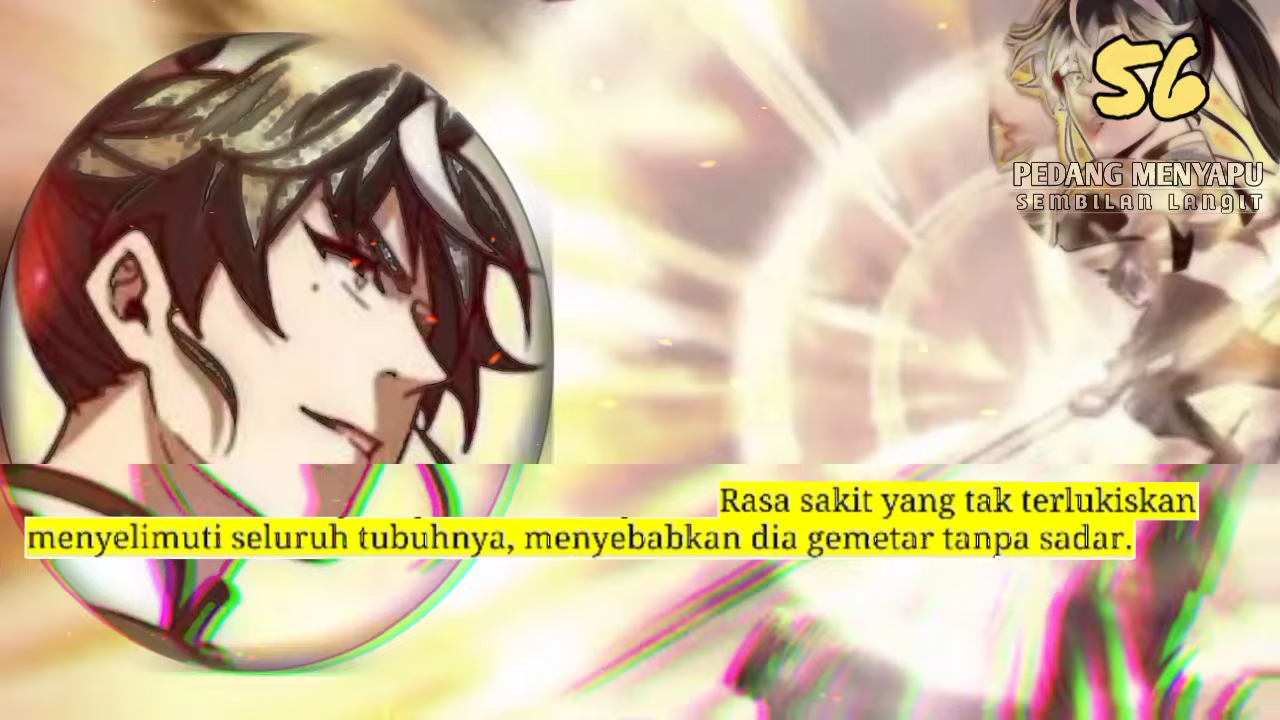 56
PEDANG MENYAPU
SEMBILAN LANGIT
Rasa sakit yang tak terlukiskan
menyelimuti seluruh tubuhnya, menyebabkan dia gemetar tanpa sadar.